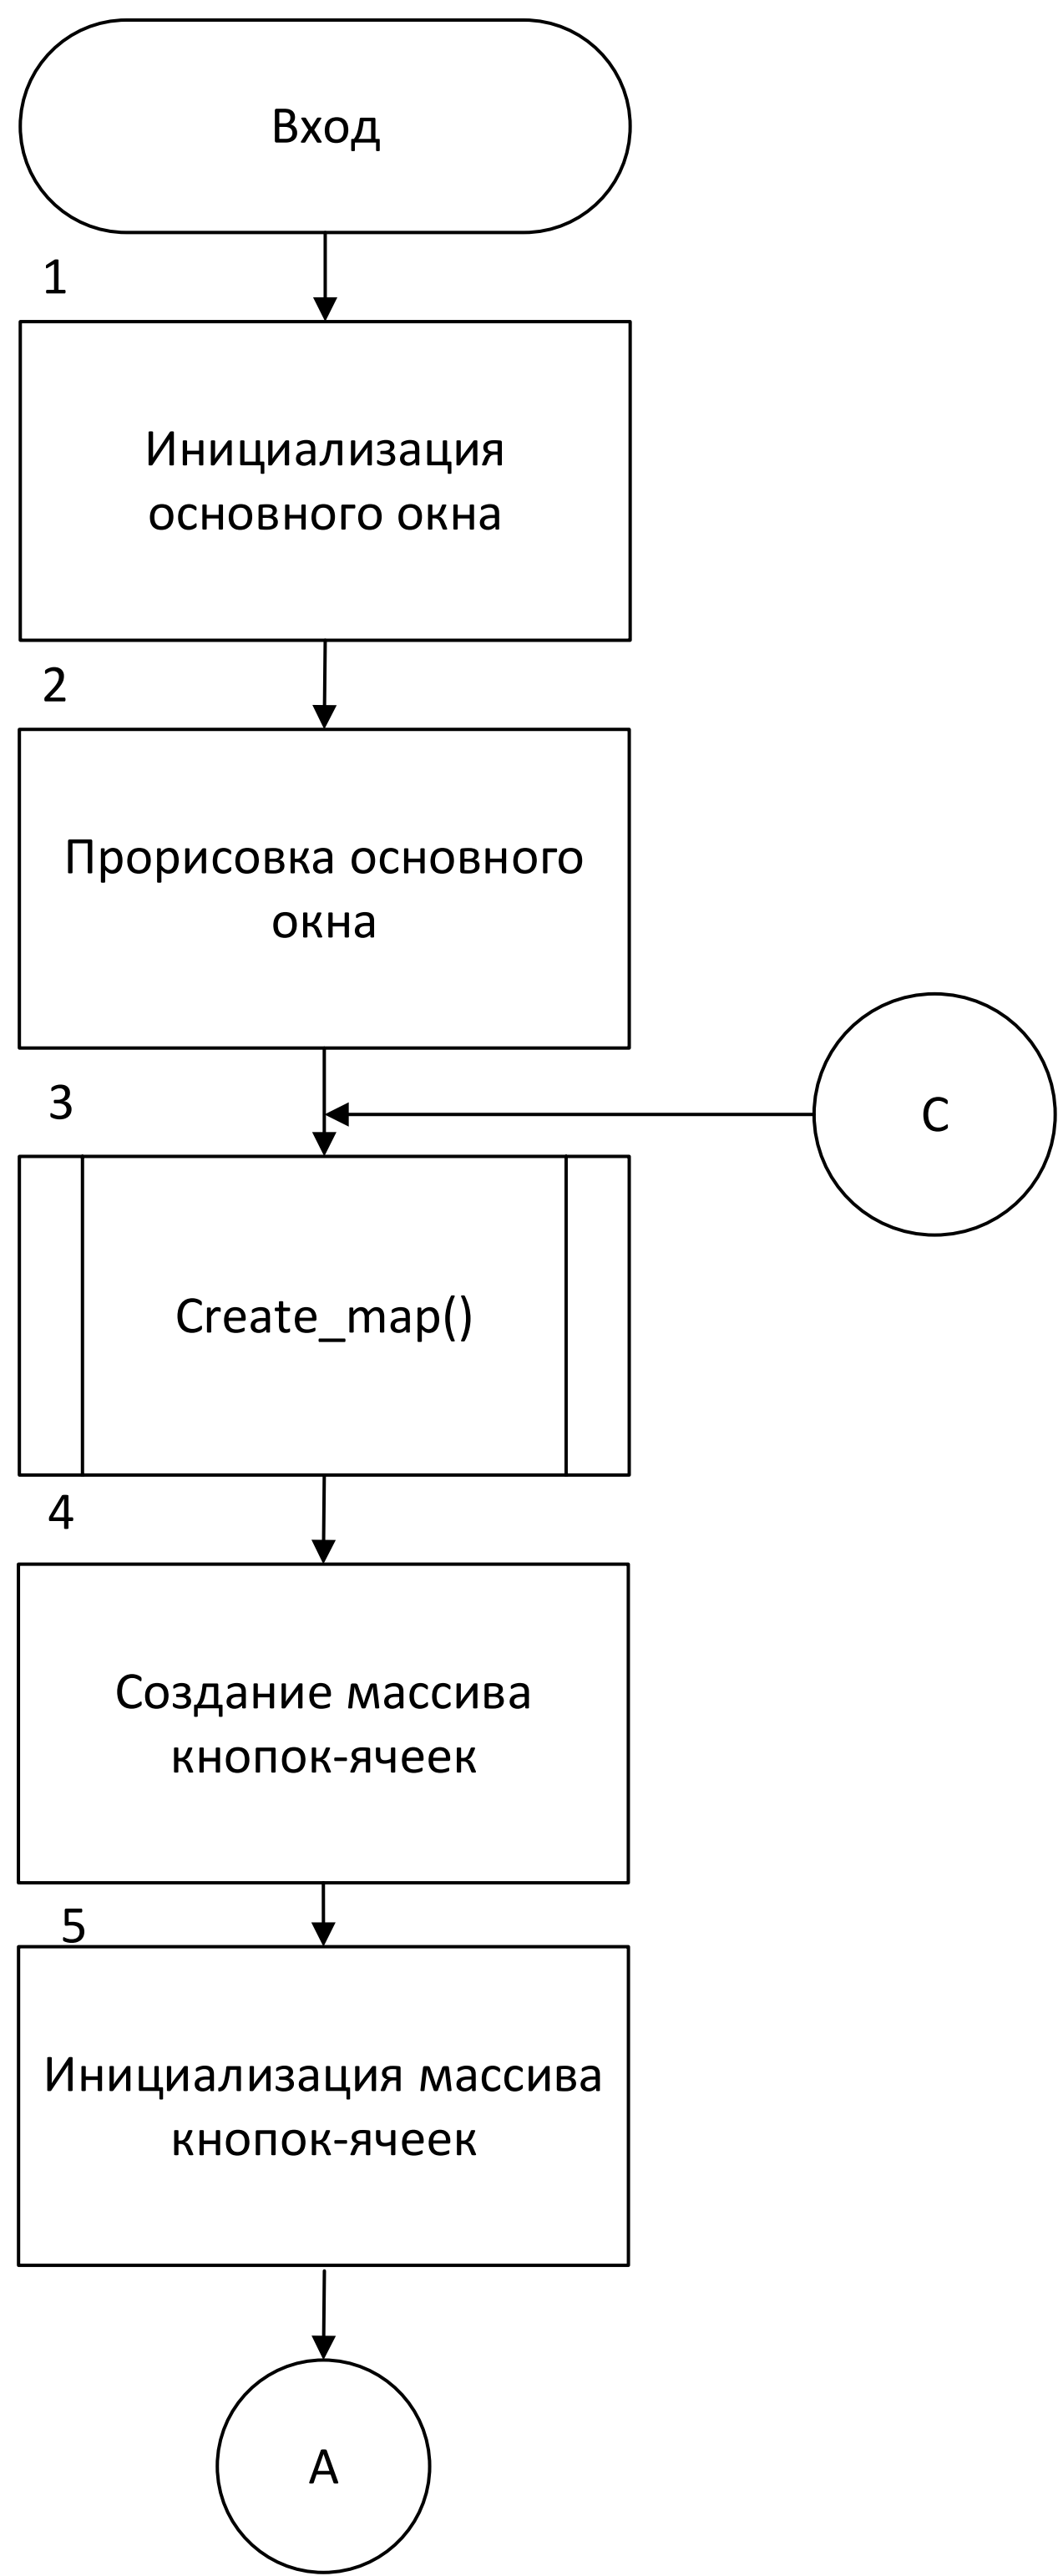 Вход
1
Инициализация
основного окна
2
Прорисовка основного
окна
3
С
Create_map()
4
Создание массива
кнопок-ячеек
5
Инициализация массива
кнопок-ячеек
А